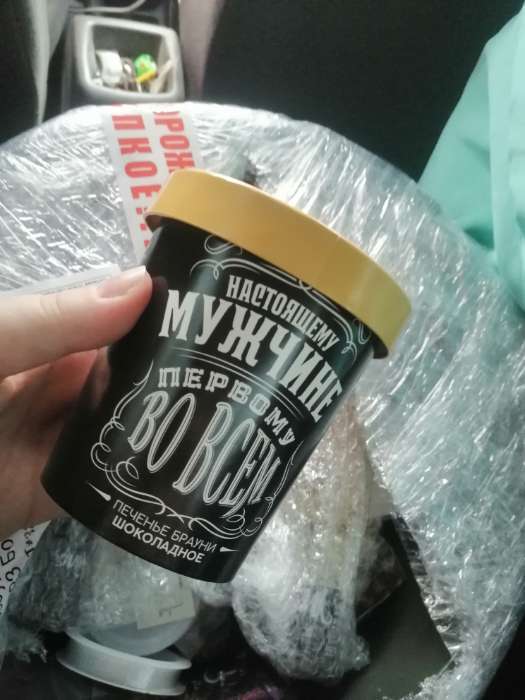 НАСТОЯЩЕМУ
МУЖЧИНЕ
ПЕРВОМУ
ВО ВСЕМ
ПЕЧЕНЬЕ БРАУНИ
ШОКОЛАДНОЕ